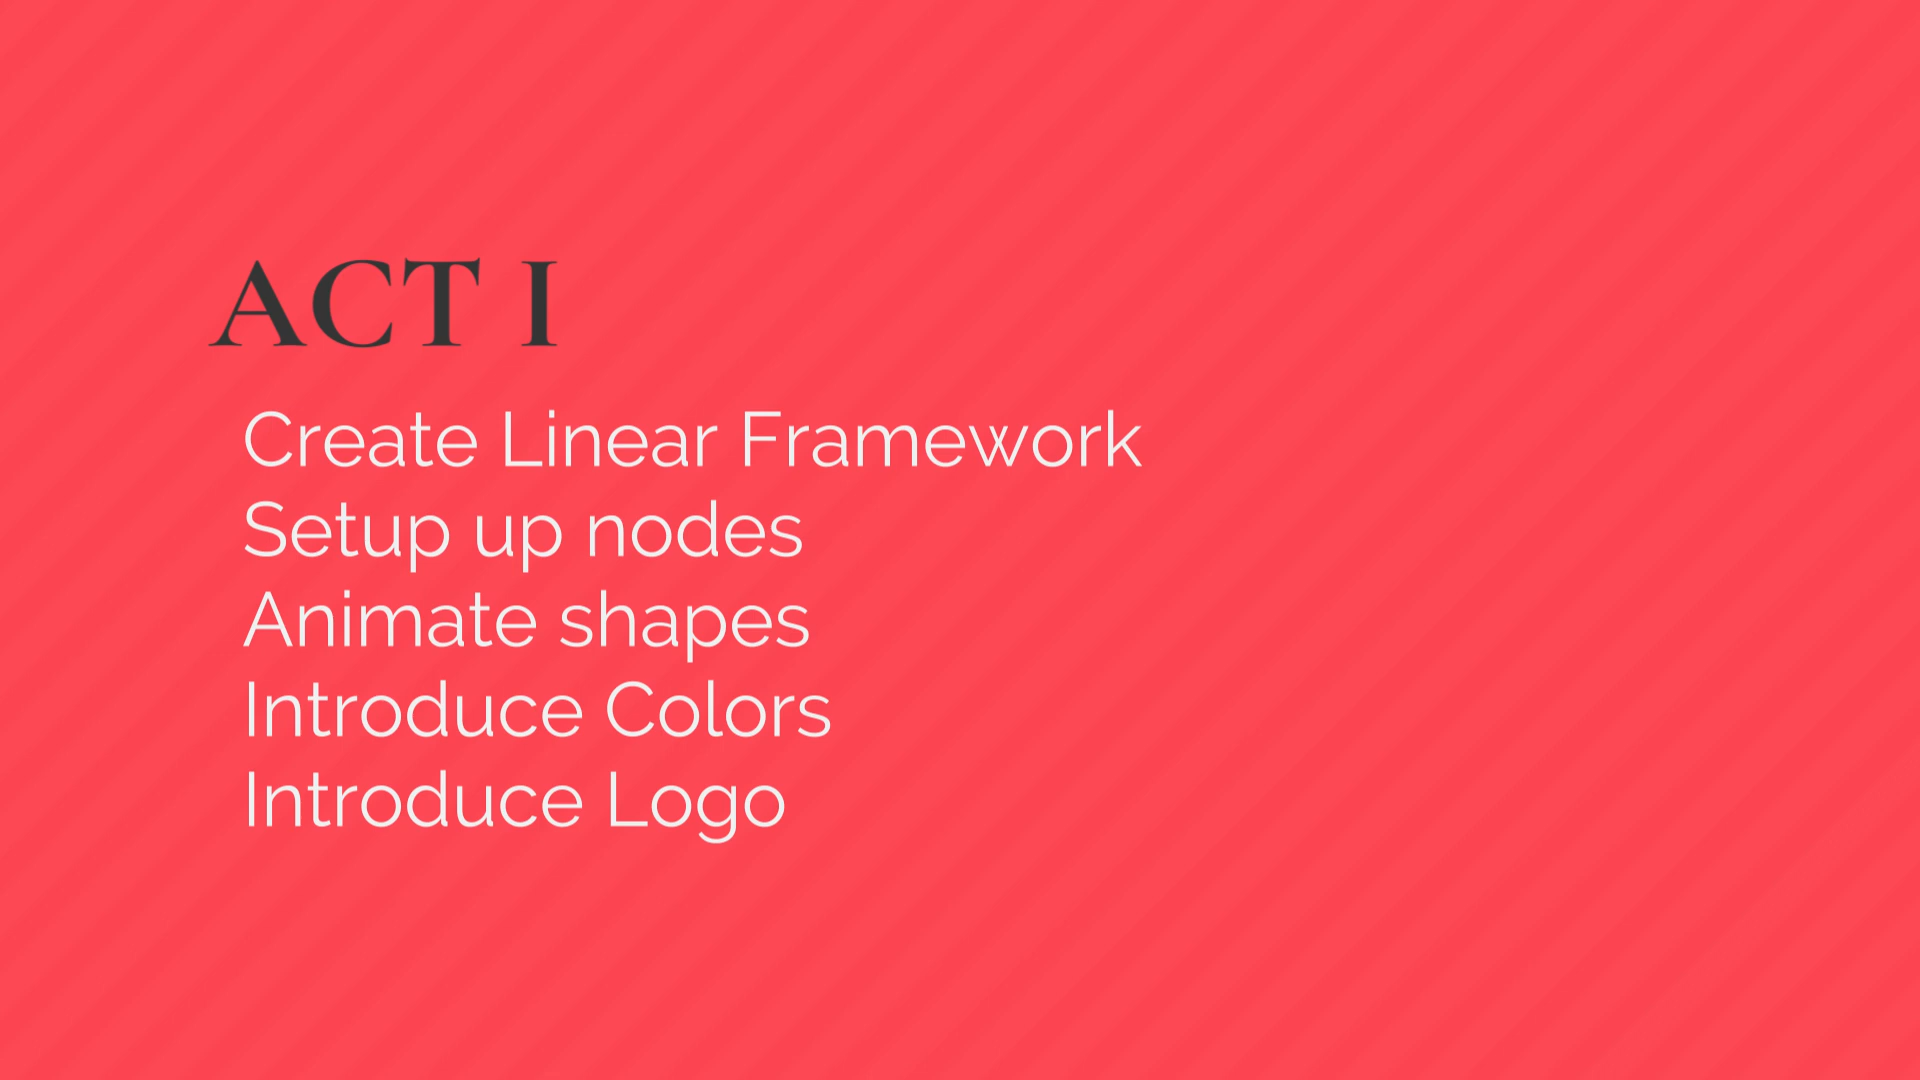 ACT I
Create Linear Framework
Setup up nodes
Animate shapes
Introduce Colors
Introduce Logo